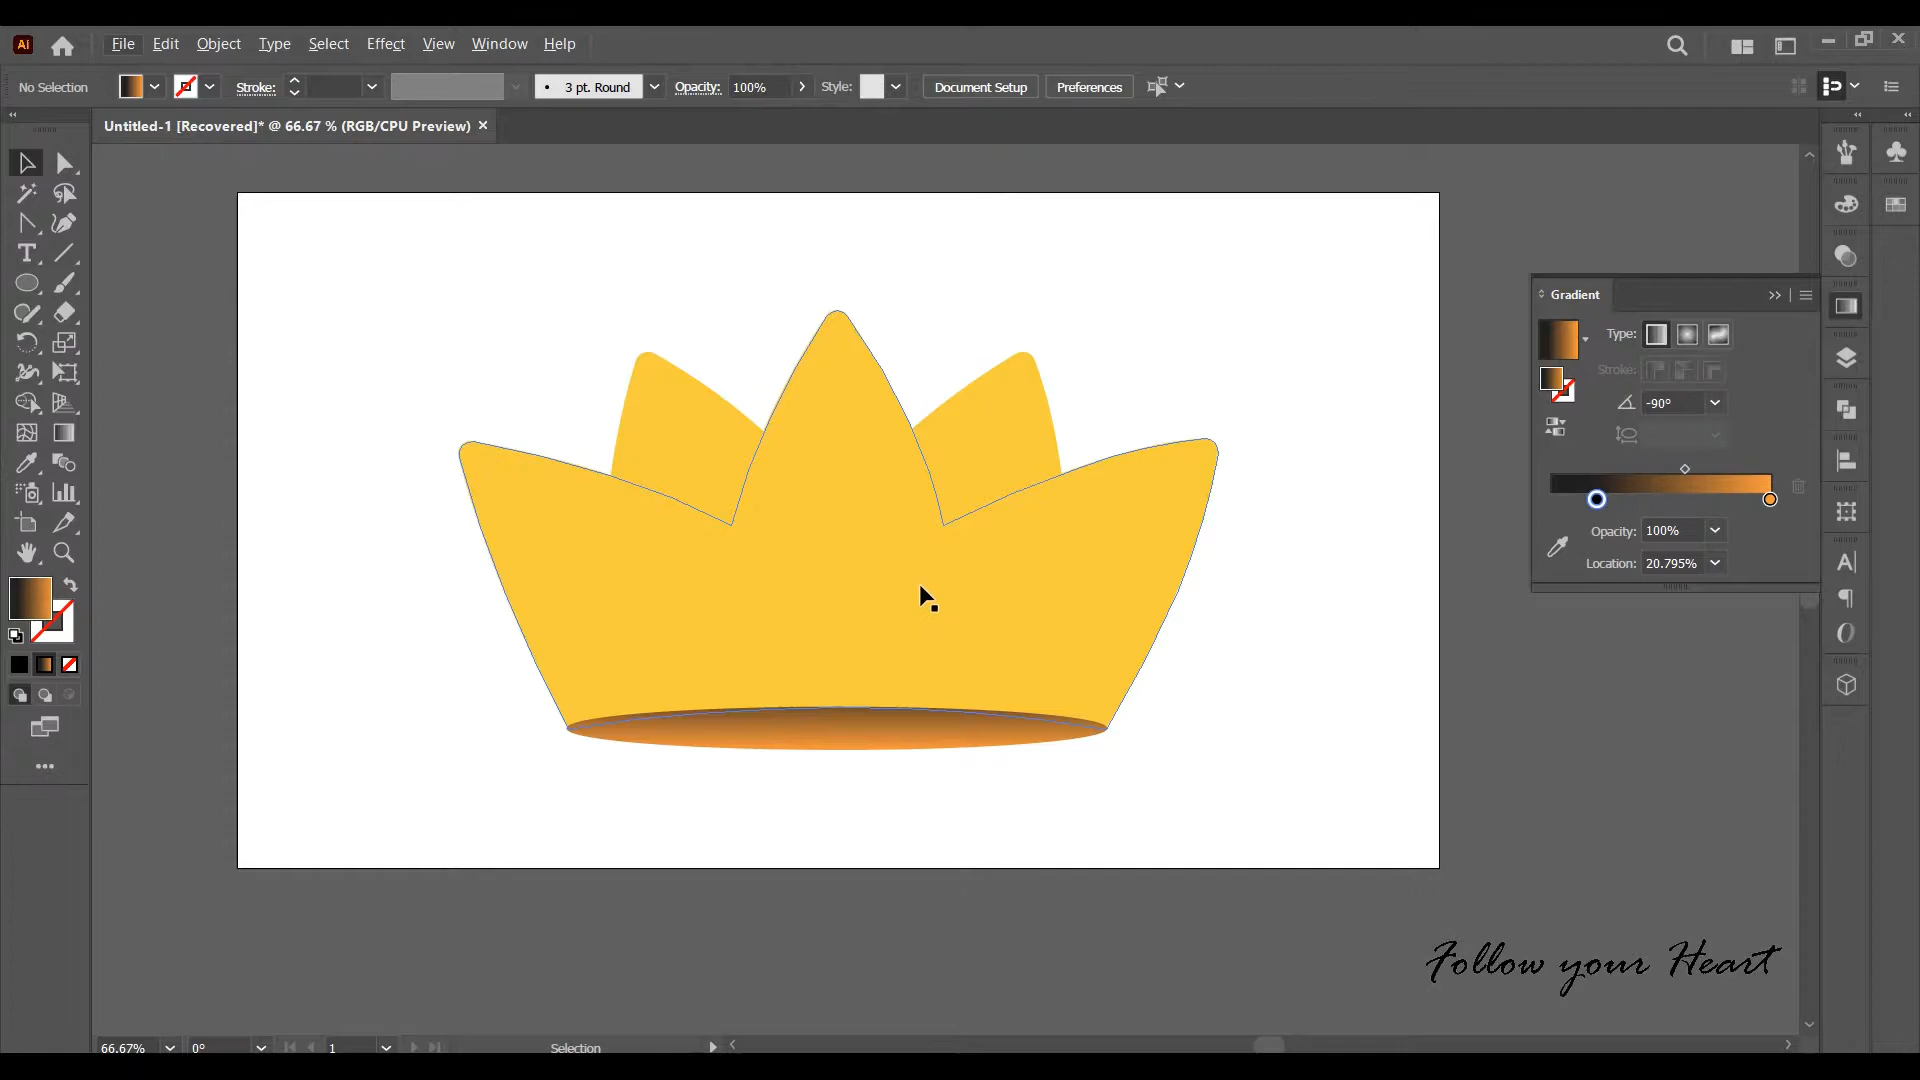 Ai
File Edit Object Type Select Effect View Window Help
No Selection Stroke: • 3 pt. Round Opacity: 100% Style: Document Setup Preferences
Untitled-1 [Recovered]* @ 66.67 % (RGB/CPU Preview)
Gradient
Type:
Stroke:
-90°
Opacity: 100%
Location: 20.795%
Follow your Heart
66.67% 0° 1 Selection